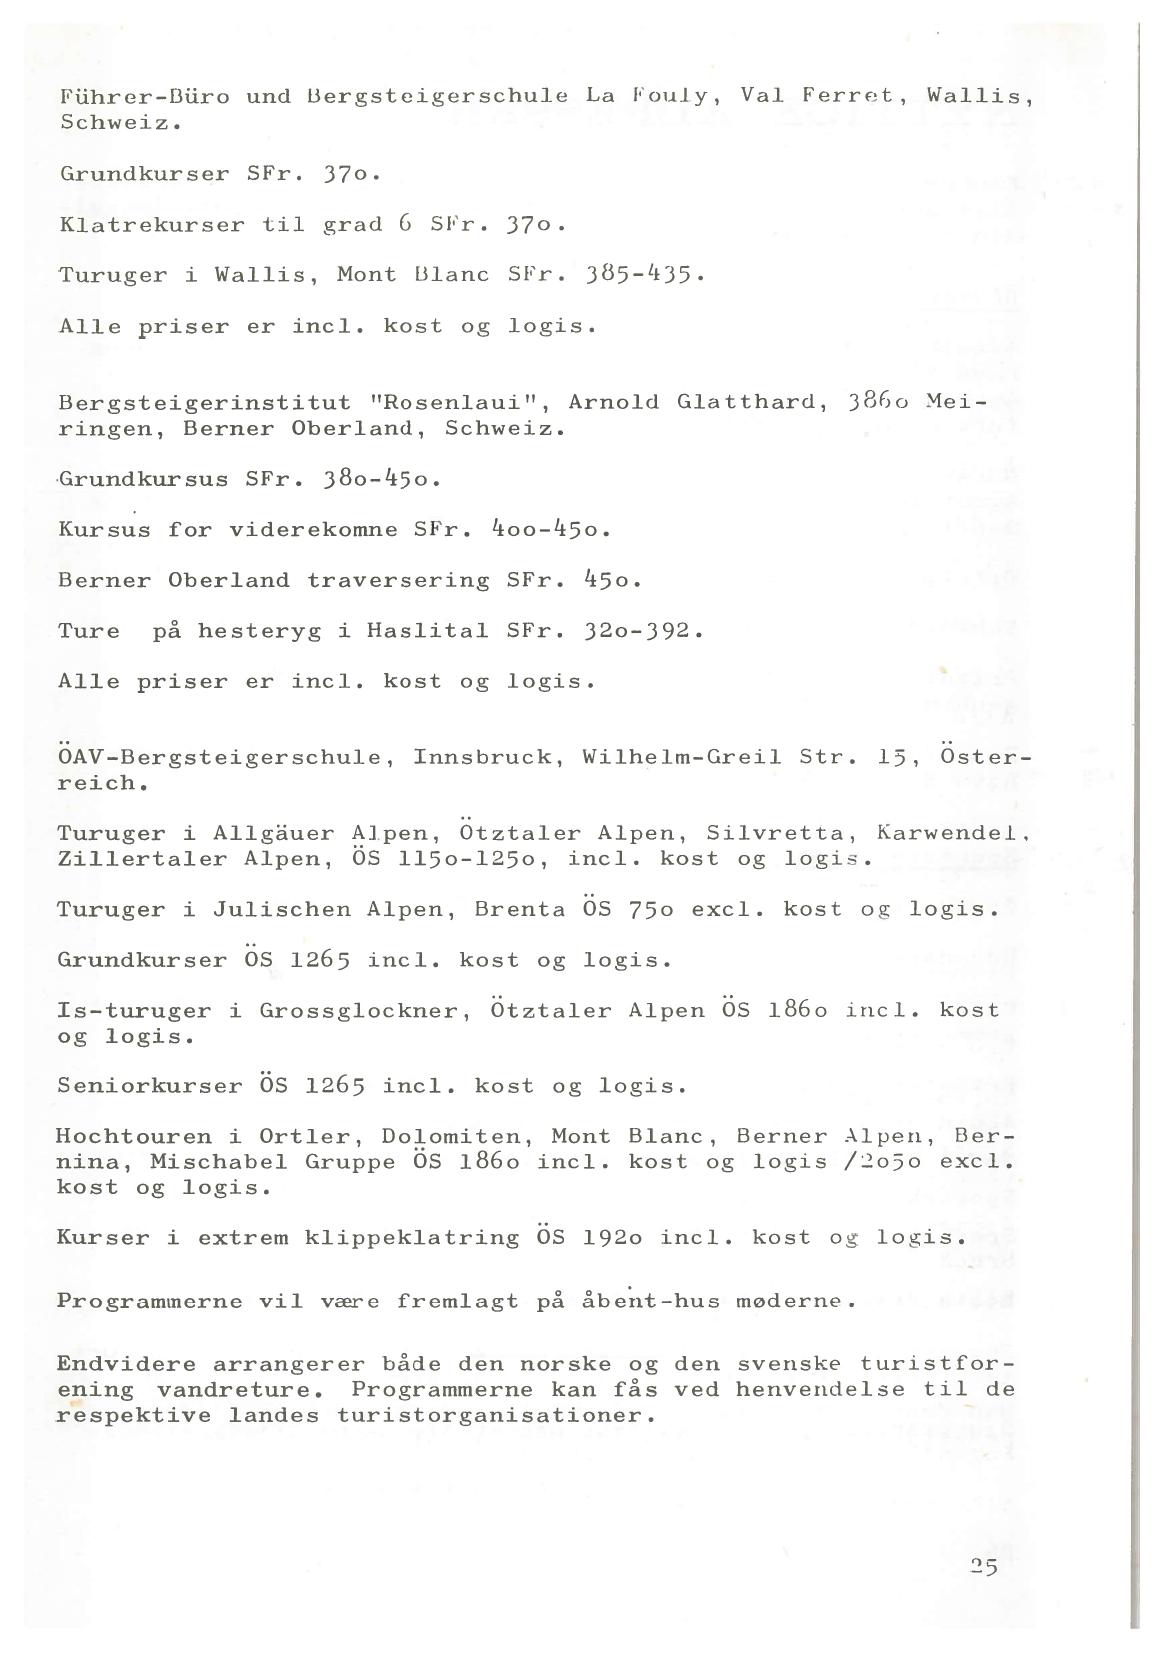 Führer-Büro und Bergsteigerschule La Fouly, Val Ferret, Wallis,
Schweiz.
Grundkurser SFr. 37o.
Klatrekurser til grad 6 SFr. 37o.
Turuger i Wallis, Mont Blanc SFr. 385-435.
Alle priser er incl. kost og logis.
Bergsteigerinstitut "Rosenlaui", Arnold Glatthard, 386o Mei-
ringen, Berner Oberland, Schweiz.
Grundkursus SFr. 38o-45o.
Kursus for viderekomne SFr. 4oo-45o.
Berner Oberland traversering SFr. 45o.
Ture på hesteryg i Haslital SFr. 32o-392.
Alle priser er incl. kost og logis.
ÖAV-Bergsteigerschule, Innsbruck, Wilhelm-Greil Str. 15, Öster-
reich.
Turuger i Allgäuer Alpen, Ötztaler Alpen, Silvretta, Karwendel,
Zillertaler Alpen, ÖS 115o-125o, incl. kost og logis.
Turuger i Julischen Alpen, Brenta ÖS 75o excl. kost og logis.
Grundkurser ÖS 1265 incl. kost og logis.
Is-turuger i Grossglockner, Ötztaler Alpen ÖS 186o incl. kost
og logis.
Seniorkurser ÖS 1265 incl. kost og logis.
Hochtouren i Ortler, Dolomiten, Mont Blanc, Berner Alpen, Ber-
nina, Mischabel Gruppe ÖS 186o incl. kost og logis /2o5o excl.
kost og logis.
Kurser i extrem klippeklatring ÖS 192o incl. kost og logis.
Programmerne vil være fremlagt på åbent-hus møderne.
Endvidere arrangerer både den norske og den svenske turistfor-
ening vandreture. Programmerne kan fås ved henvendelse til de
respektive landes turistorganisationer.
25